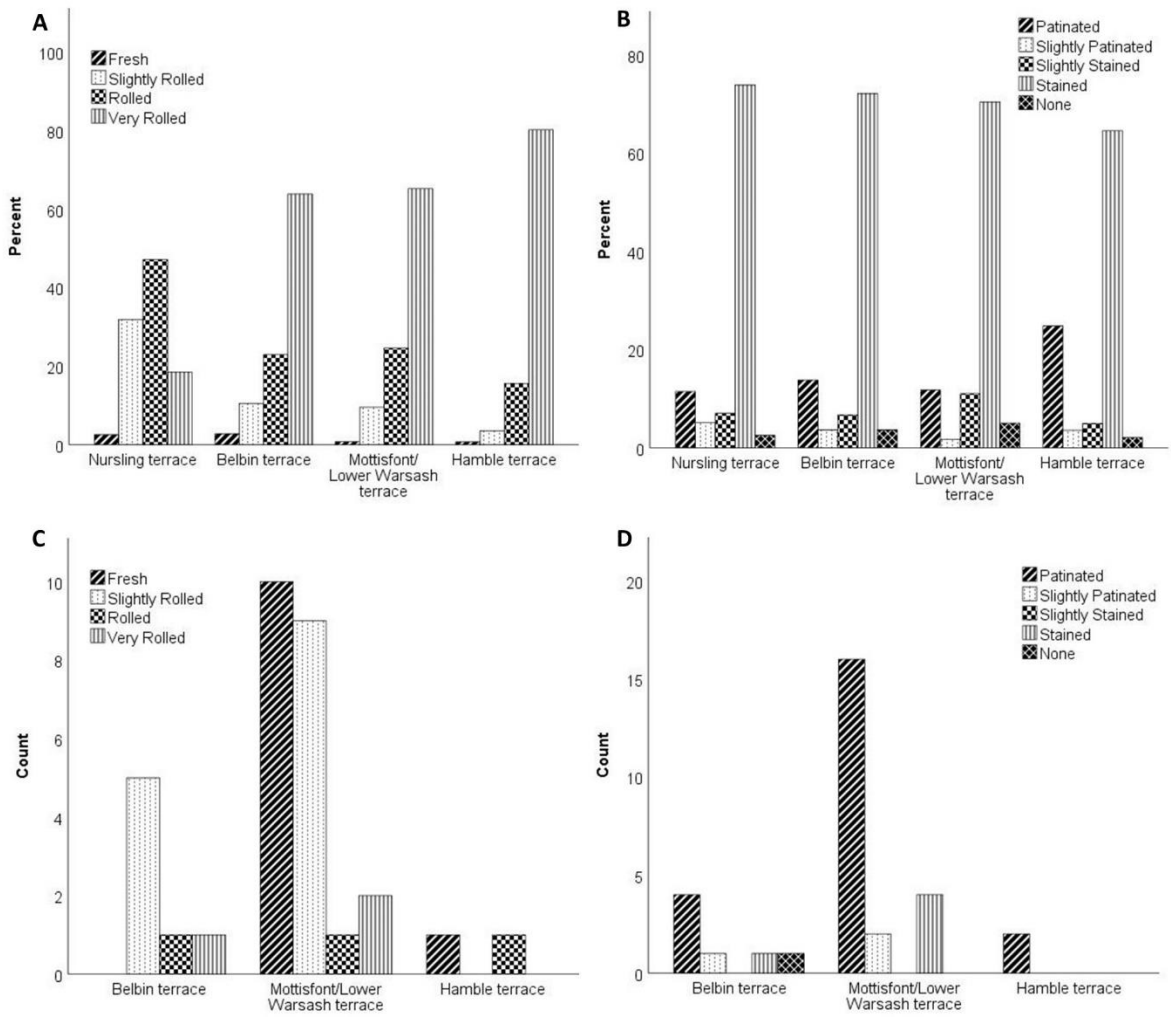 A
Percent
100
80
60
40
20
0
Fresh
Slightly Rolled
Rolled
Very Rolled
Nursling terrace
Belbin terrace
Mottisfont/
Lower Warsash
terrace
Hamble terrace
B
Percent
80
60
40
20
0
Patinated
Slightly Patinated
Slightly Stained
Stained
None
Nursling terrace
Belbin terrace
Mottisfont/
Lower Warsash
terrace
Hamble terrace
C
Count
10
8
6
4
2
0
Fresh
Slightly Rolled
Rolled
Very Rolled
Belbin terrace
Mottisfont/Lower
Warsash terrace
Hamble terrace
D
Count
20
15
10
5
0
Patinated
Slightly Patinated
Slightly Stained
Stained
None
Belbin terrace
Mottisfont/Lower
Warsash terrace
Hamble terrace